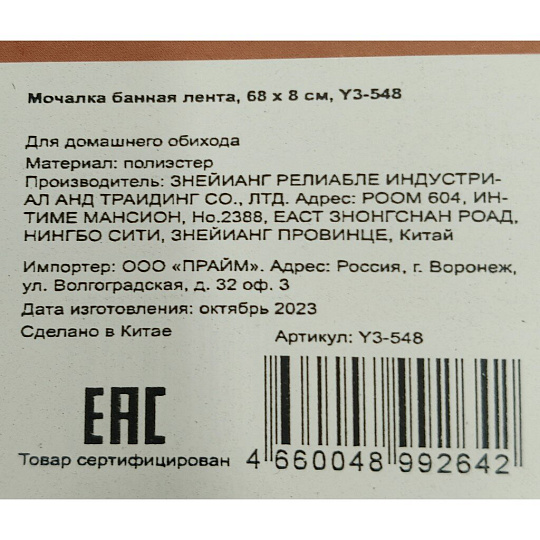 Мочалка банная лента, 68 х 8 см, Y3-548
Для домашнего обихода
Материал: полиэстер
Производитель: ЗНЕЙИАНГ РЕЛИАБЛЕ ИНДУСТРИ-
АЛ АНД ТРАИДИНГ СО., ЛТД. Адрес: РООМ 604, ИН-
ТИМЕ МАНСИОН, Но.2388, ЕАСТ ЗНОНГСНАН РОАД,
НИНГБО СИТИ, ЗНЕЙИАНГ ПРОВИНЦЕ, Китай
Импортер: ООО «ПРАЙМ». Адрес: Россия, г. Воронеж,
ул. Волгоградская, д. 32 оф. 3
Дата изготовления: октябрь 2023
Сделано в Китае
Артикул: Y3-548
EAC
Товар сертифицирован
4 660048 992642